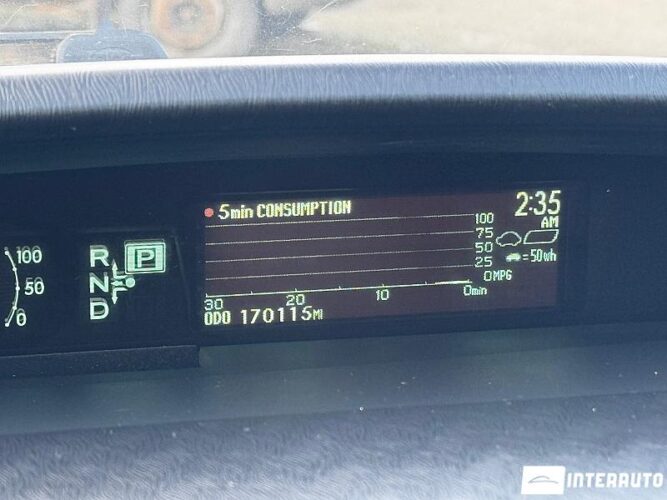 5min CONSUMPTION
2:35
AM
100
75
50
25
0MPG
= 50wh
30 20 10 0min
ODO 170115MI
100
50
0
R
P
N
D
INTERAUTO